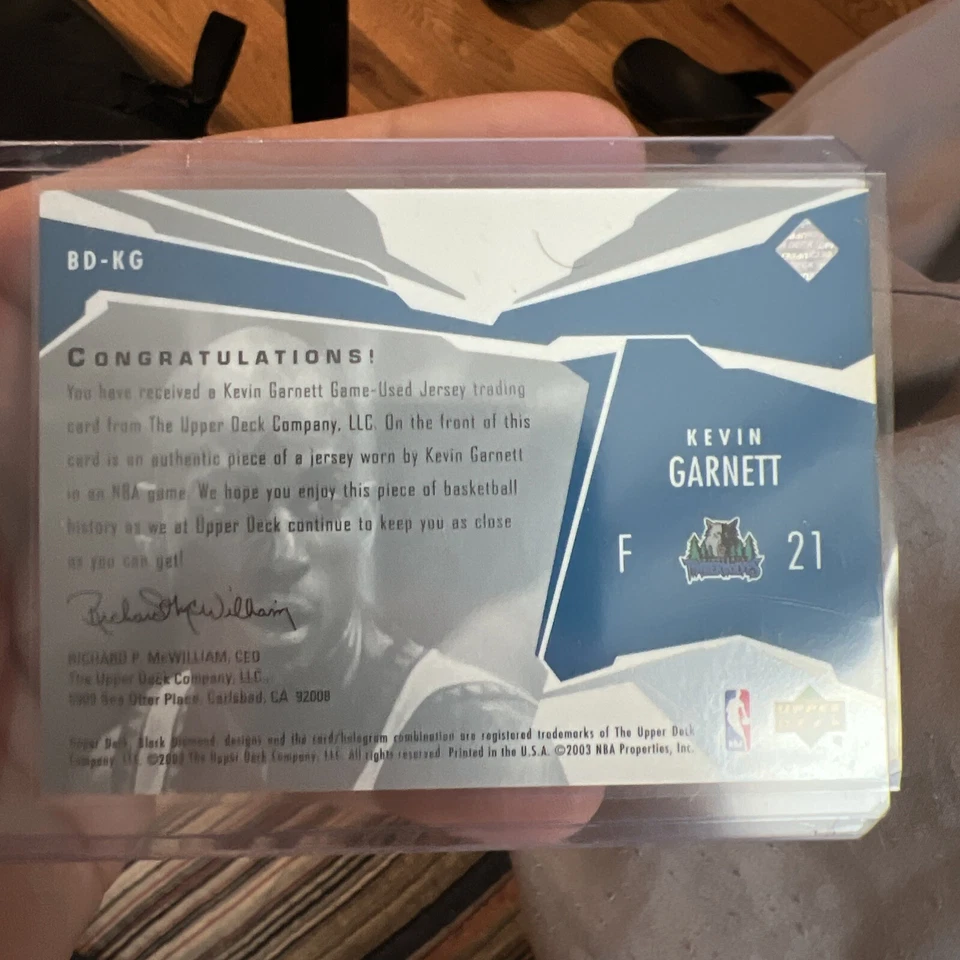 BD-KG
CONGRATULATIONS!
You have received a Kevin Garnett Game-Used Jersey trading
card from The Upper Deck Company, LLC. On the front of this
card is an authentic piece of a jersey worn by Kevin Garnett
in an NBA game. We hope you enjoy this piece of basketball
history as we at Upper Deck continue to keep you as close
as you can get!
Richard McWilliam
RICHARD P. McWILLIAM, CEO
The Upper Deck Company, LLC.
5909 Sea Otter Place, Carlsbad, CA 92008
Upper Deck, Black Diamond, designs and the card/hologram combination are registered trademarks of The Upper Deck
Company, LLC. ©2003 The Upper Deck Company, LLC. All rights reserved. Printed in the U.S.A. ©2003 NBA Properties, Inc.
KEVIN
GARNETT
F
21
NBA
UPPER
DECK